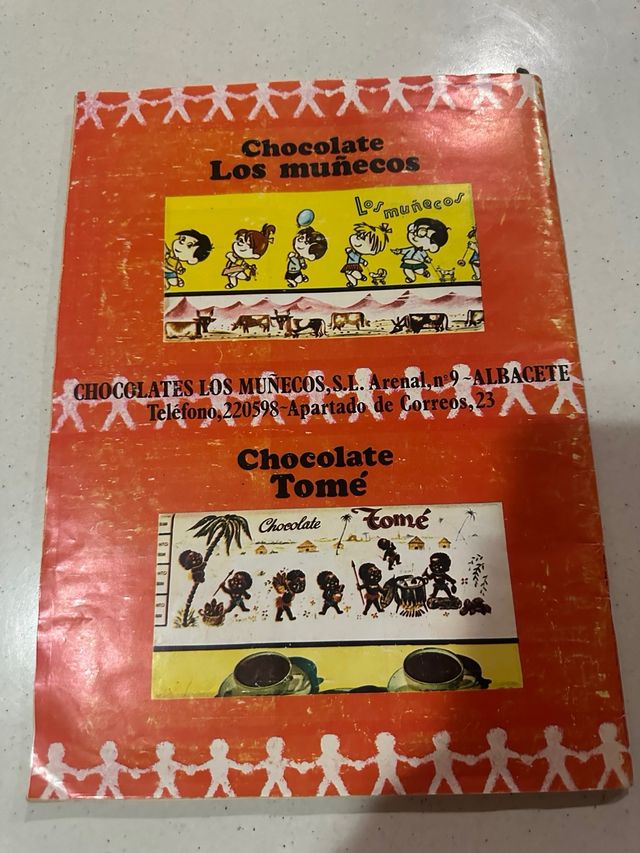 Chocolate
Los muñecos
Los muñecos
CHOCOLATES LOS MUÑECOS, S.L. Arenal, nº 9 ~ ALBACETE
Teléfono, 220598 ~ Apartado de Correos, 23
Chocolate
Tomé
Chocolate Tomé